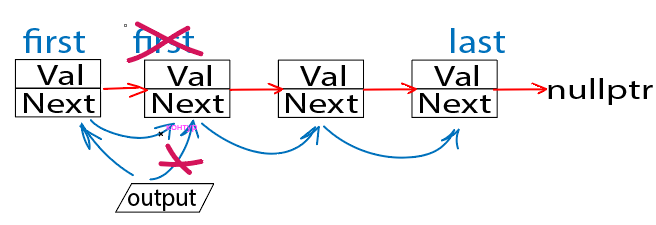 first first last
Val Val Val Val
Next Next Next Next nullptr
output